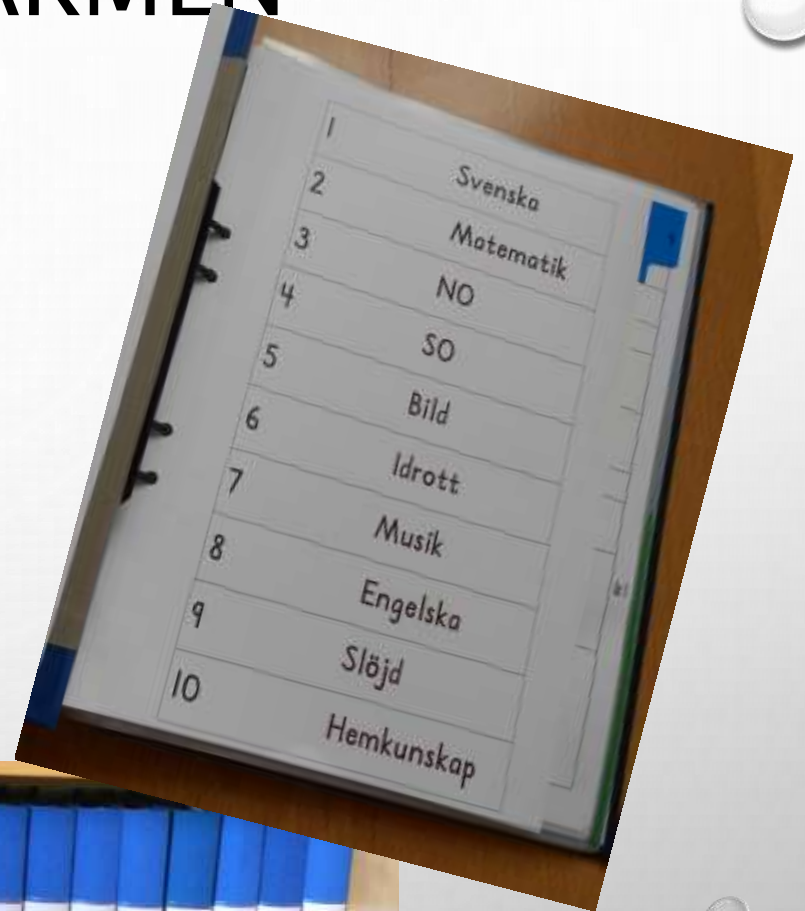 ÄRMEN
1 Svenska
2 Matematik
3 NO
4 SO
5 Bild
6 Idrott
7 Musik
8 Engelska
9 Slöjd
10 Hemkunskap